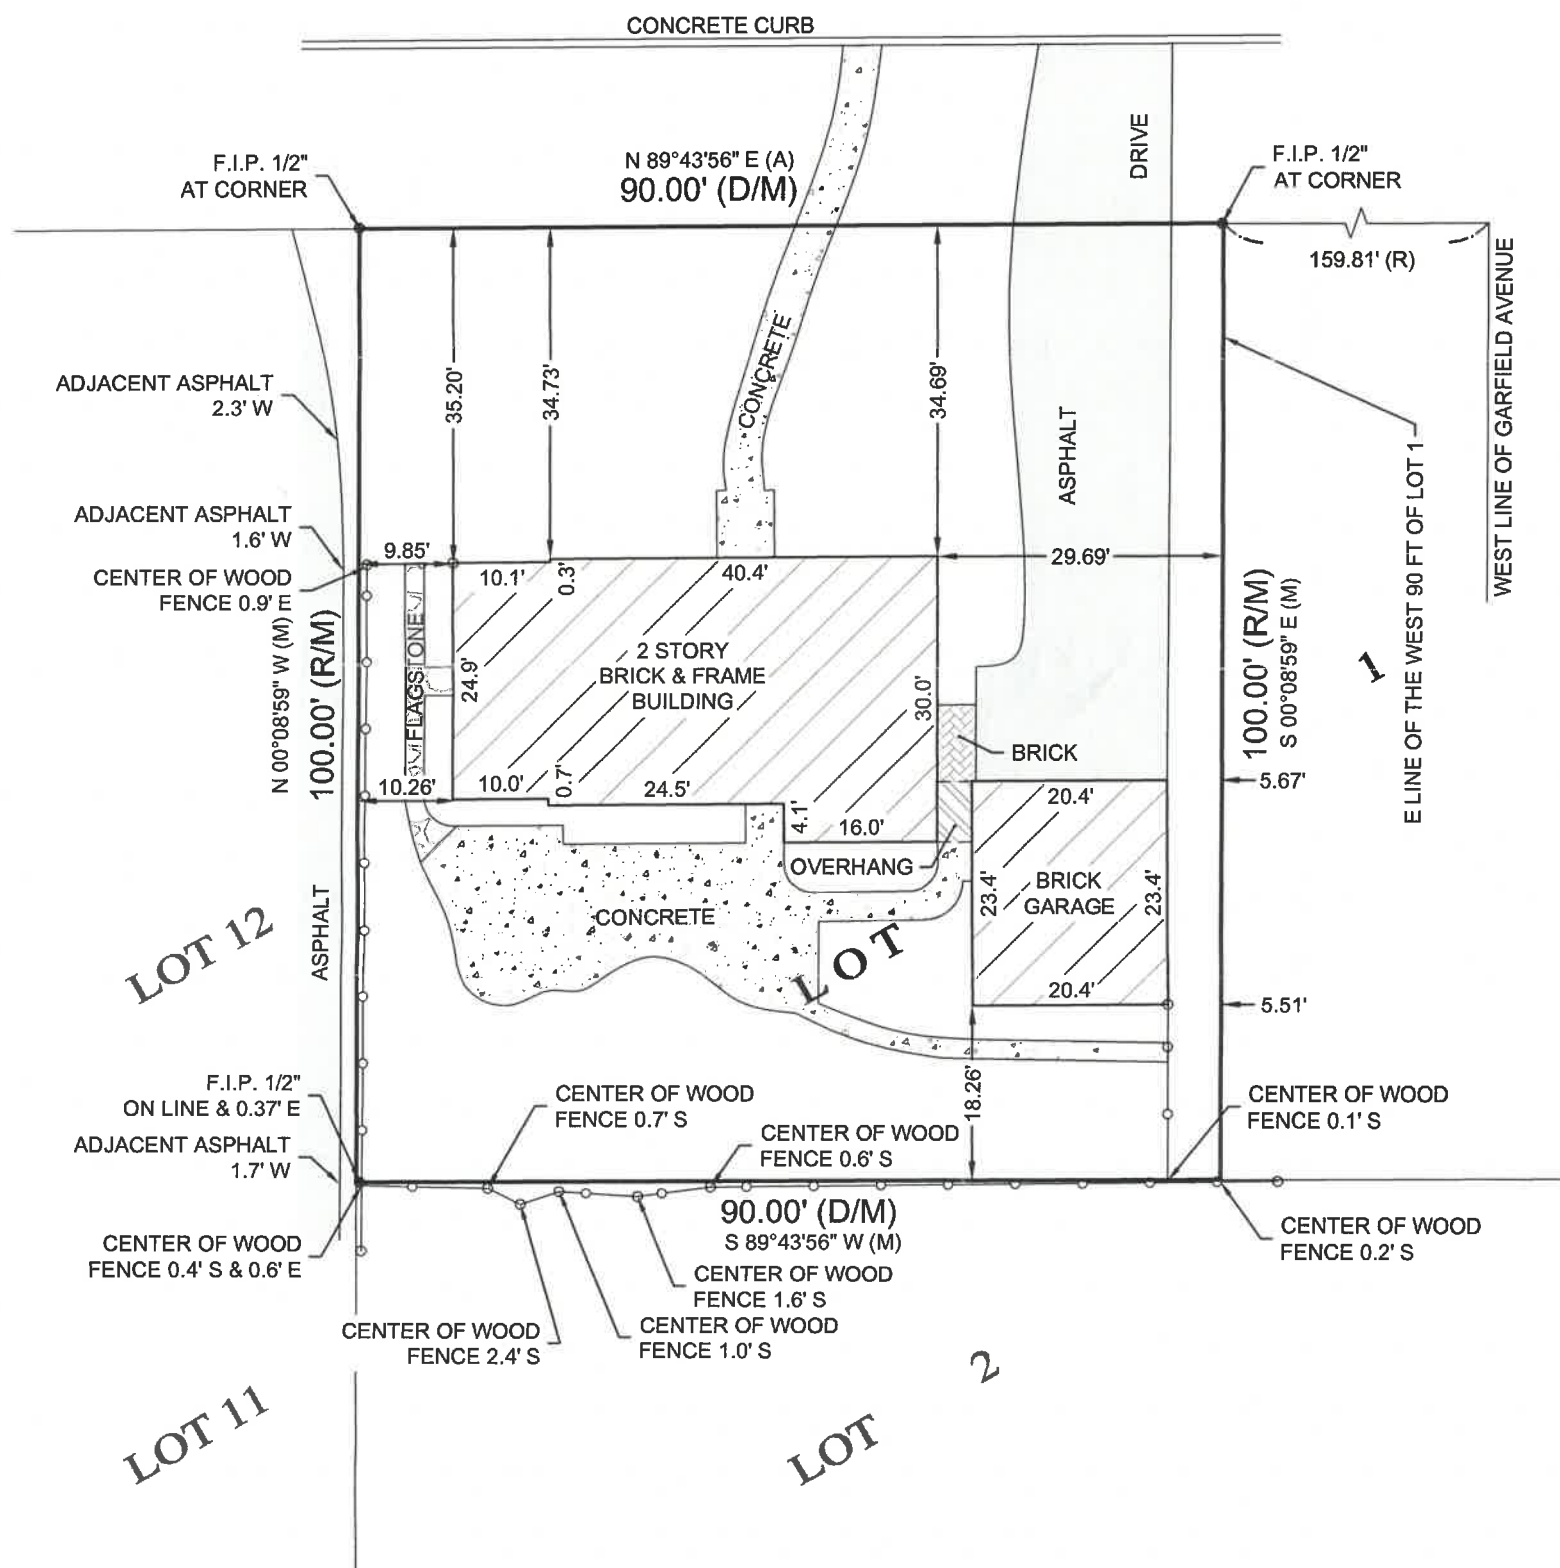 CONCRETE CURB
F.I.P. 1/2"
AT CORNER
N 89°43'56" E (A)
90.00' (D/M)
DRIVE
F.I.P. 1/2"
AT CORNER
159.81' (R)
WEST LINE OF GARFIELD AVENUE
ADJACENT ASPHALT
2.3' W
35.20'
34.73'
CONCRETE
34.69'
ASPHALT
E LINE OF THE WEST 90 FT OF LOT 1
ADJACENT ASPHALT
1.6' W
CENTER OF WOOD
FENCE 0.9' E
9.85'
10.1'
0.3'
40.4'
29.69'
N 00°08'59" W (M)
100.00' (R/M)
FLAGSTONE
24.9'
2 STORY
BRICK & FRAME
BUILDING
30.0'
BRICK
100.00' (R/M)
S 00°08'59" E (M)
1
10.26'
10.0'
0.7'
24.5'
4.1'
16.0'
20.4'
5.67'
OVERHANG
BRICK
GARAGE
23.4'
23.4'
20.4'
5.51'
CONCRETE
LOT
LOT 12
ASPHALT
18.26'
F.I.P. 1/2"
ON LINE & 0.37' E
ADJACENT ASPHALT
1.7' W
CENTER OF WOOD
FENCE 0.7' S
CENTER OF WOOD
FENCE 0.6' S
CENTER OF WOOD
FENCE 0.1' S
90.00' (D/M)
S 89°43'56" W (M)
CENTER OF WOOD
FENCE 0.4' S & 0.6' E
CENTER OF WOOD
FENCE 0.2' S
CENTER OF WOOD
FENCE 1.6' S
CENTER OF WOOD
FENCE 1.0' S
CENTER OF WOOD
FENCE 2.4' S
LOT 11
LOT 2